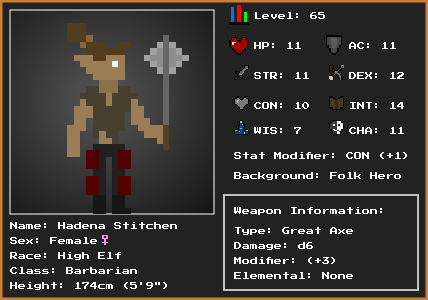 Level: 65
HP: 11 AC: 11
STR: 11 DEX: 12
CON: 10 INT: 14
WIS: 7 CHA: 11
Stat Modifier: CON (+1)
Background: Folk Hero
Name: Hadena Stitchen
Sex: Female♀
Race: High Elf
Class: Barbarian
Height: 174cm (5'9")
Weapon Information:
Type: Great Axe
Damage: d6
Modifier: (+3)
Elemental: None